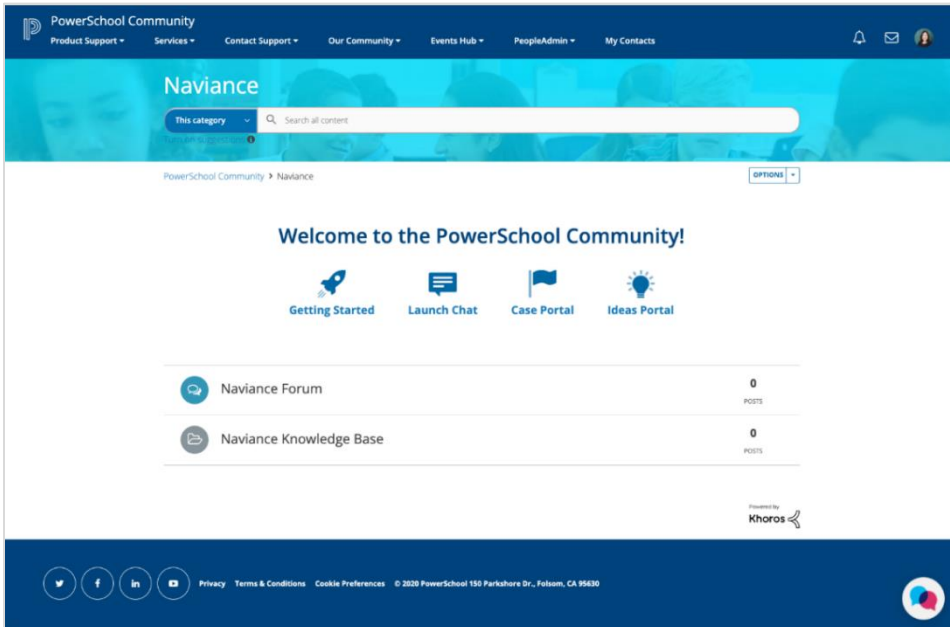 PowerSchool Community
Product Support Services Contact Support Our Community Events Hub PeopleAdmin My Contacts
Naviance
This category Search all content
PowerSchool Community > Naviance OPTIONS
Welcome to the PowerSchool Community!
Getting Started Launch Chat Case Portal Ideas Portal
Naviance Forum 0
POSTS
Naviance Knowledge Base 0
POSTS
Powered by
Khoros
Privacy Terms & Conditions Cookie Preferences © 2020 PowerSchool 150 Parkshore Dr., Folsom, CA 95630